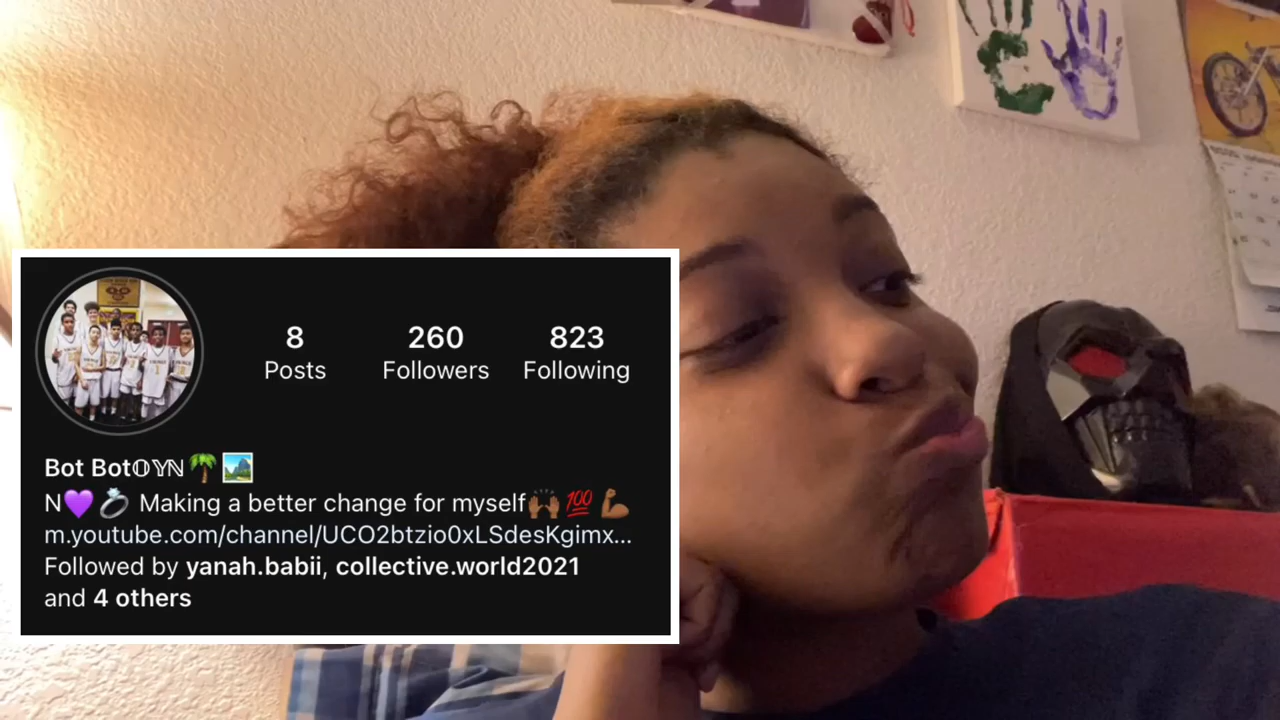 8 260 823
Posts Followers Following
Bot Bot𝕆𝕐ℕ🌴🏞️
N💜💍 Making a better change for myself🙌🏾💯💪🏾
m.youtube.com/channel/UCO2btzio0xLSdesKgimx...
Followed by yanah.babii, collective.world2021
and 4 others